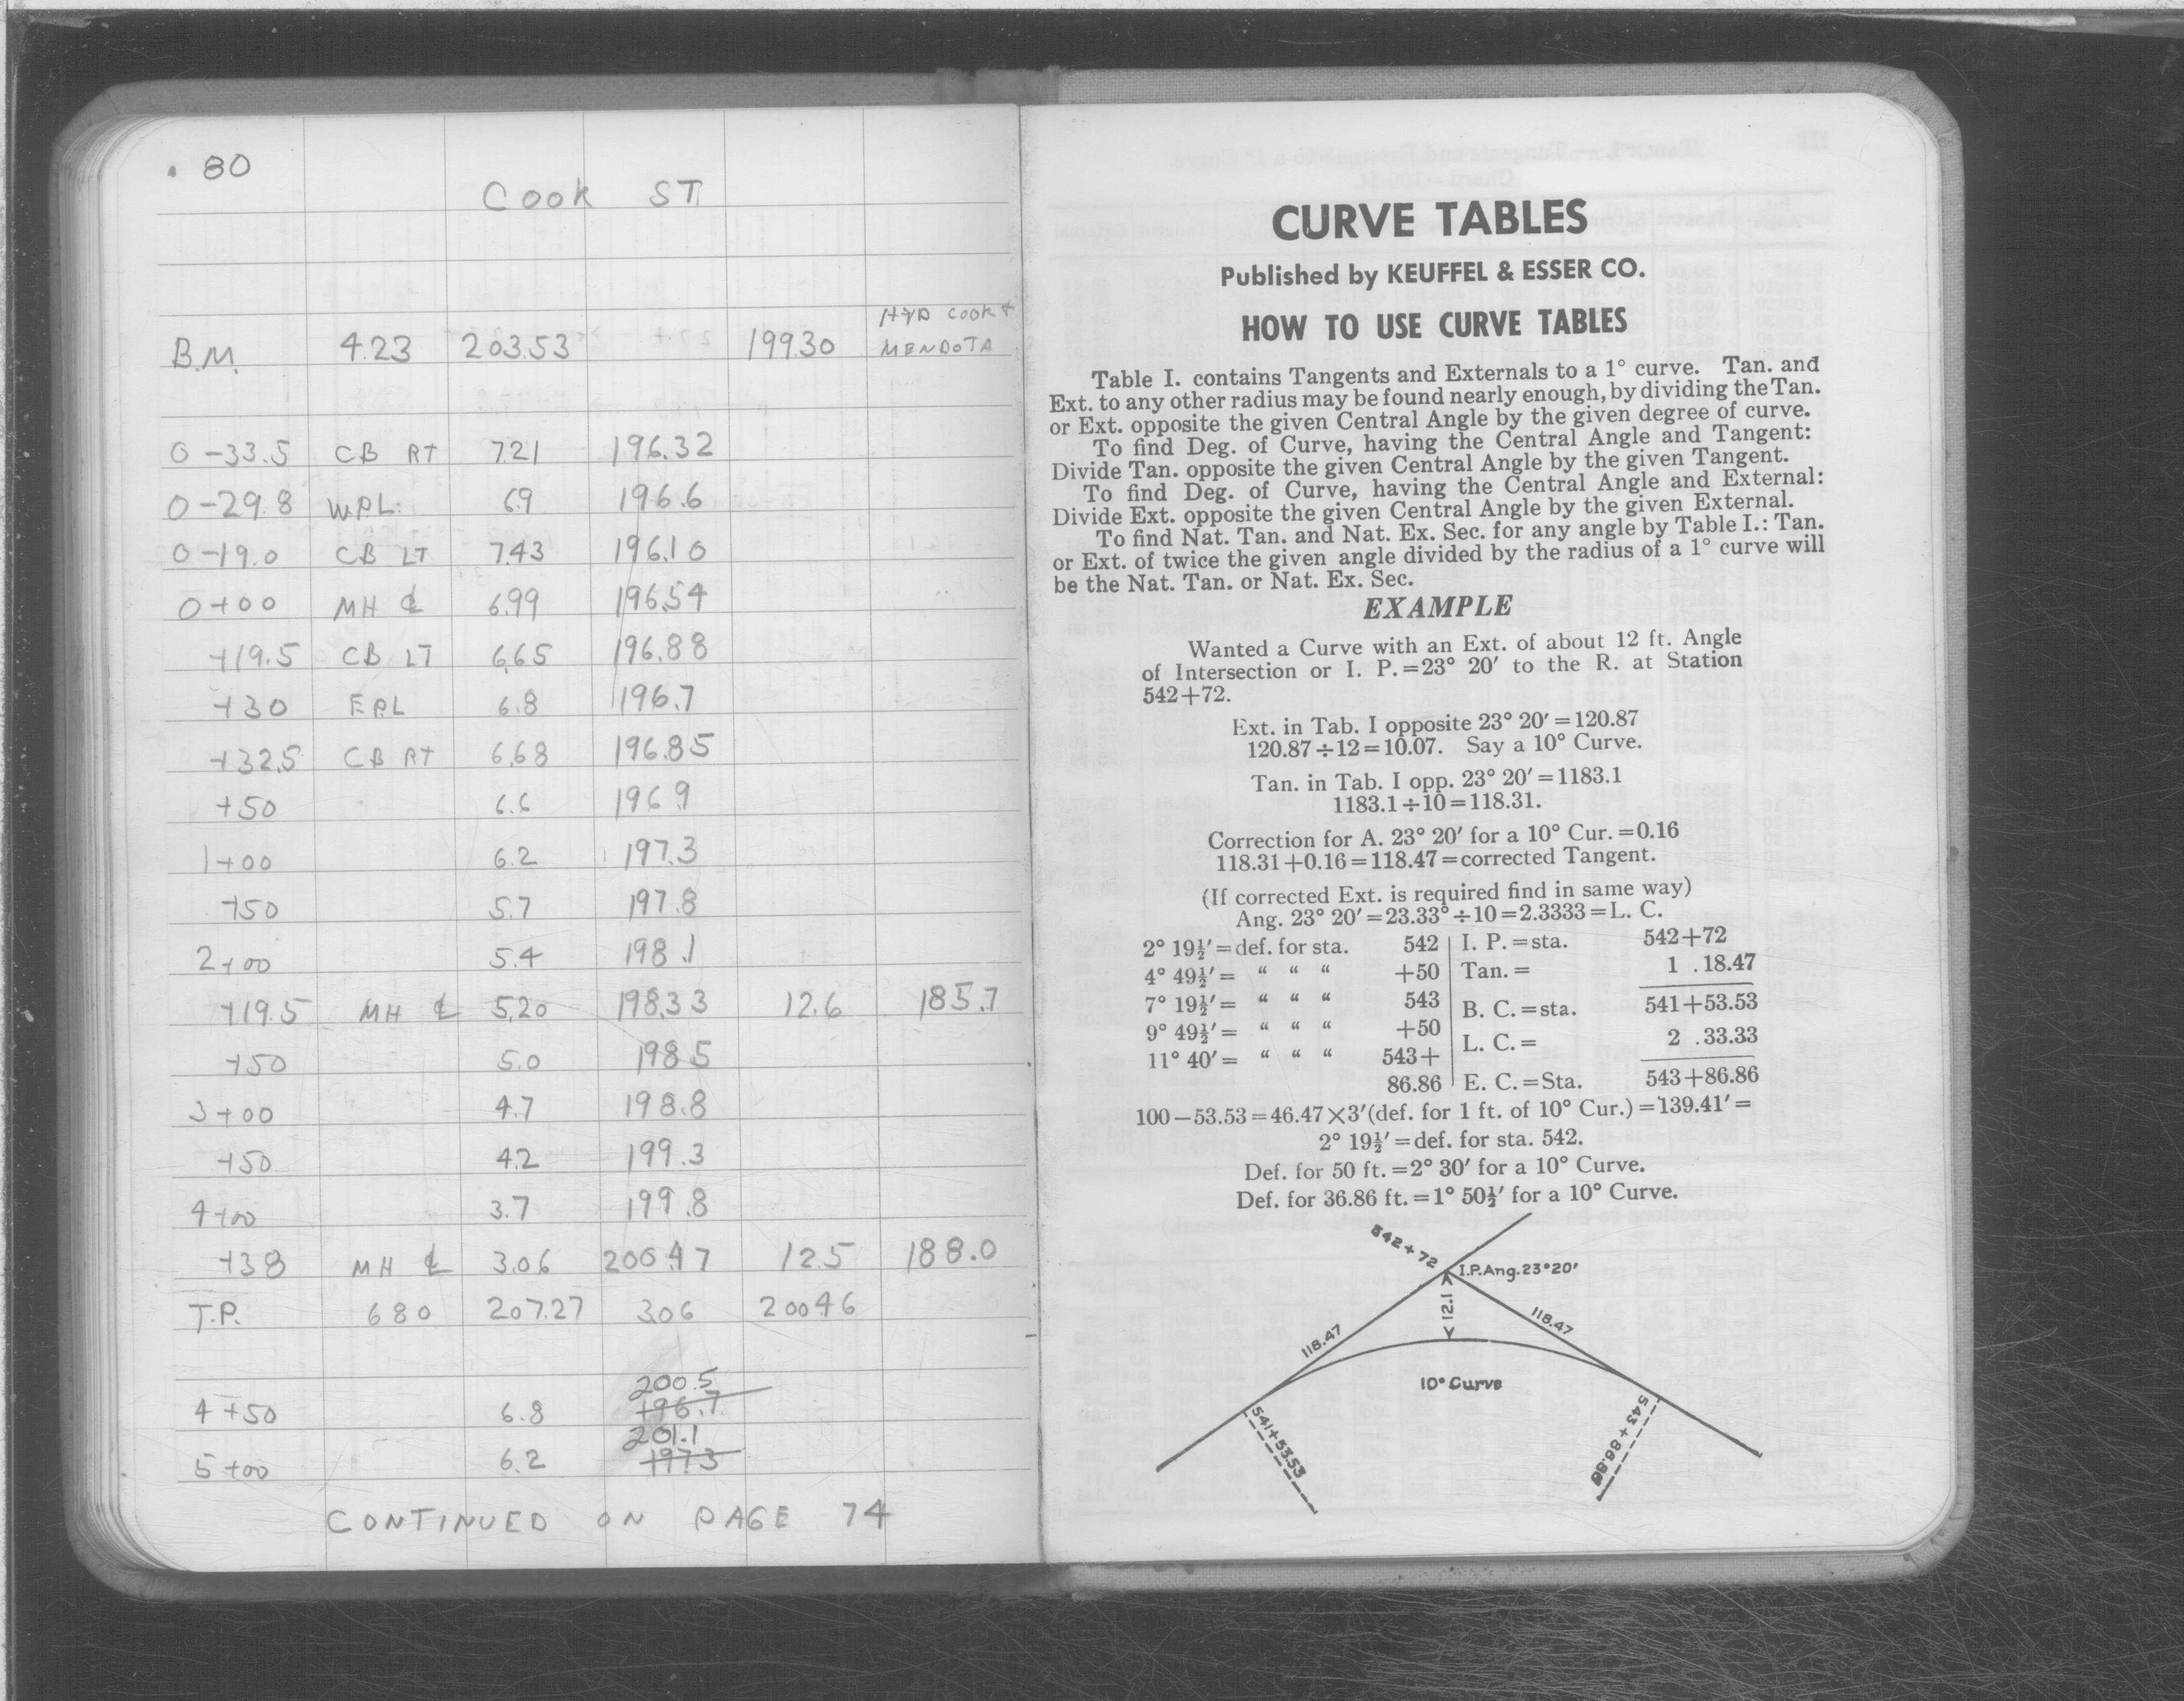 80
Cook ST.
HYD COOK +
B.M. 4.23 203.53 199.30 MENDOTA
0-33.5 CB RT 7.21 196.32
0-29.8 W.P.L. 6.9 196.6
0-19.0 CB LT 7.43 196.10
0+00 MH ℄ 6.99 196.54
+19.5 CB LT 6.65 196.88
+30 E.P.L 6.8 196.7
+32.5 CB RT 6.68 196.85
+50 6.6 196.9
1+00 6.2 197.3
+50 5.7 197.8
2+00 5.4 198.1
+19.5 MH ℄ 5.20 198.33 12.6 185.7
+50 5.0 198.5
3+00 4.7 198.8
+50 4.2 199.3
4+00 3.7 199.8
+38 MH ℄ 3.06 200.47 12.5 188.0
T.P. 6.80 207.27 3.06 200.46
200.5
4+50 6.8 196.7
201.1
5+00 6.2 197.3
CONTINUED ON PAGE 74
CURVE TABLES
Published by KEUFFEL & ESSER CO.
HOW TO USE CURVE TABLES
Table I. contains Tangents and Externals to a 1° curve. Tan. and
Ext. to any other radius may be found nearly enough, by dividing the Tan.
or Ext. opposite the given Central Angle by the given degree of curve.
To find Deg. of Curve, having the Central Angle and Tangent:
Divide Tan. opposite the given Central Angle by the given Tangent.
To find Deg. of Curve, having the Central Angle and External:
Divide Ext. opposite the given Central Angle by the given External.
To find Nat. Tan. and Nat. Ex. Sec. for any angle by Table I.: Tan.
or Ext. of twice the given angle divided by the radius of a 1° curve will
be the Nat. Tan. or Nat. Ex. Sec.
EXAMPLE
Wanted a Curve with an Ext. of about 12 ft. Angle
of Intersection or I. P.=23° 20′ to the R. at Station
542+72.
Ext. in Tab. I opposite 23° 20′=120.87
120.87÷12=10.07. Say a 10° Curve.
Tan. in Tab. I opp. 23° 20′=1183.1
1183.1÷10=118.31.
Correction for A. 23° 20′ for a 10° Cur.=0.16
118.31+0.16=118.47=corrected Tangent.
(If corrected Ext. is required find in same way)
Ang. 23° 20′=23.33°÷10=2.3333=L. C.
2° 19½′=def. for sta. 542 I. P.=sta. 542+72
4° 49½′= “ “ “ +50 Tan.= 1 .18.47
7° 19½′= “ “ “ 543 B. C.=sta. 541+53.53
9° 49½′= “ “ “ +50 L. C.= 2 .33.33
11° 40′= “ “ “ 543+
86.86 E. C.=Sta. 543+86.86
100−53.53=46.47×3′(def. for 1 ft. of 10° Cur.)=139.41′=
2° 19½′=def. for sta. 542.
Def. for 50 ft.=2° 30′ for a 10° Curve.
Def. for 36.86 ft.=1° 50½′ for a 10° Curve.
542+72
I.P.Ang.23°20′
12.1
118.47
118.47
10° Curve
541+53.53
543+86.86